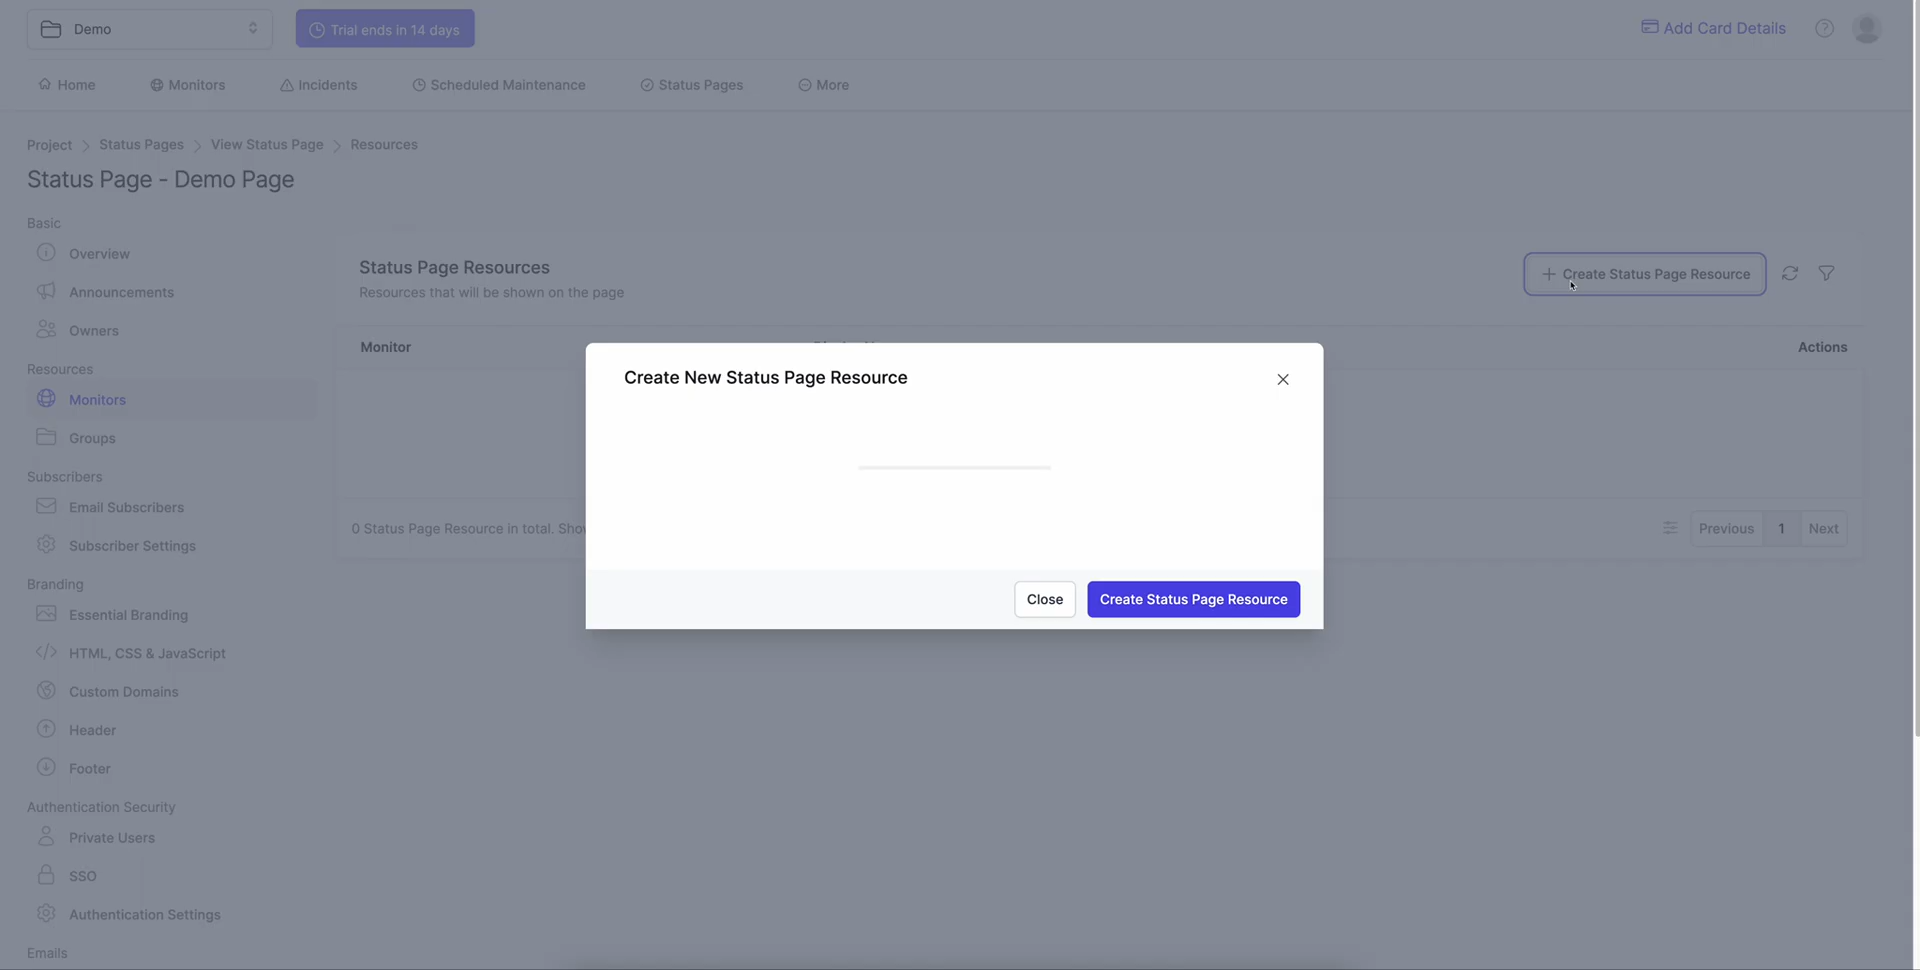 Demo
Trial ends in 14 days
Add Card Details
Home
Monitors
Incidents
Scheduled Maintenance
Status Pages
More
Project
Status Pages
View Status Page
Resources
Status Page - Demo Page
Basic
Overview
Announcements
Owners
Resources
Monitors
Groups
Subscribers
Email Subscribers
Subscriber Settings
Branding
Essential Branding
HTML, CSS & JavaScript
Custom Domains
Header
Footer
Authentication Security
Private Users
SSO
Authentication Settings
Emails
Status Page Resources
Resources that will be shown on the page
Create Status Page Resource
Monitor
Actions
0 Status Page Resource in total.
Previous
1
Next
Create New Status Page Resource
Close
Create Status Page Resource